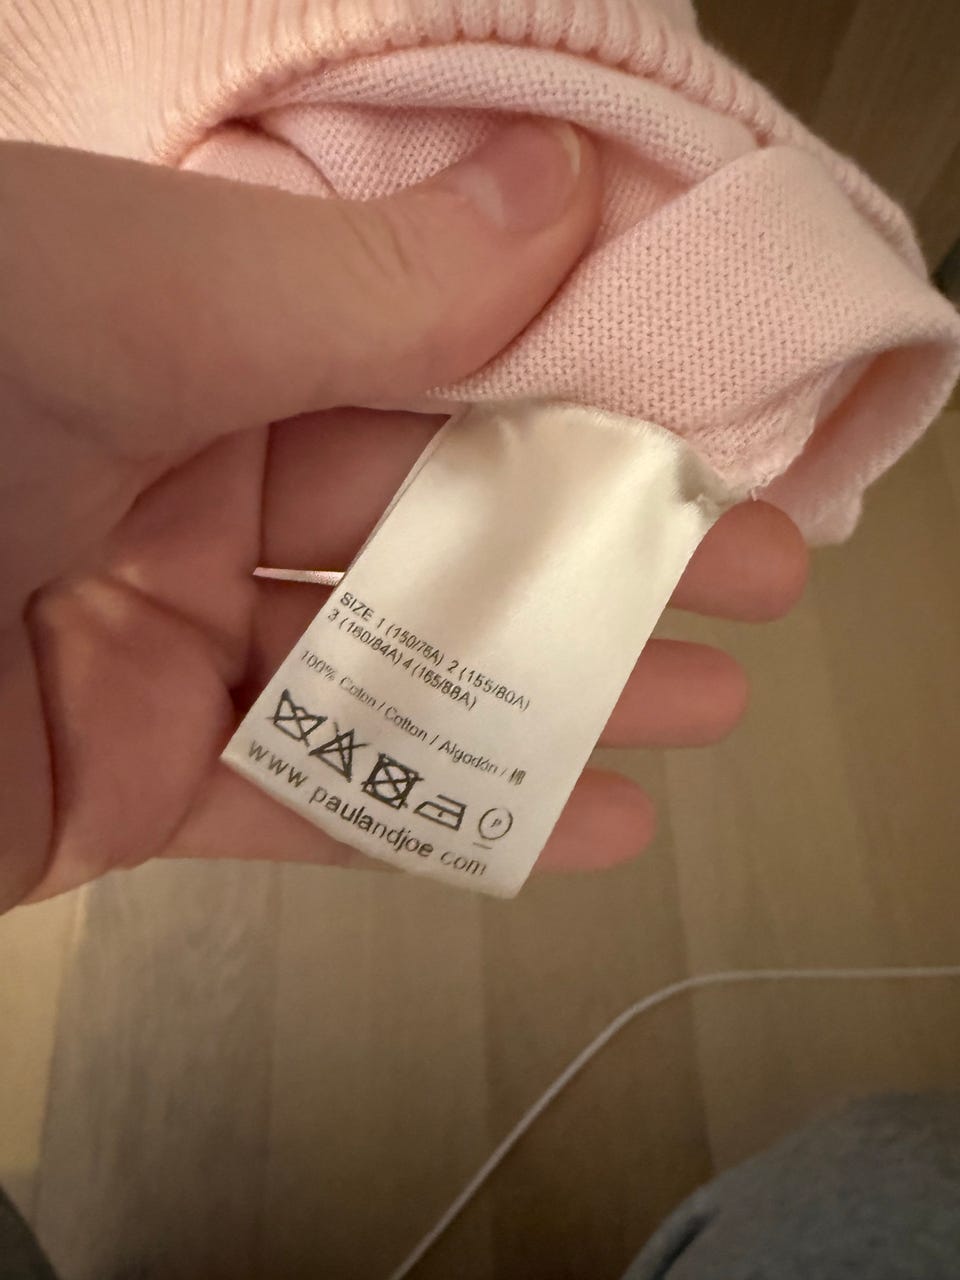 SIZE 1 (150/76A) 2 (155/80A)
3 (160/84A) 4 (165/88A)
100% Coton / Cotton / Algodón / 棉
P
www paulandjoe com